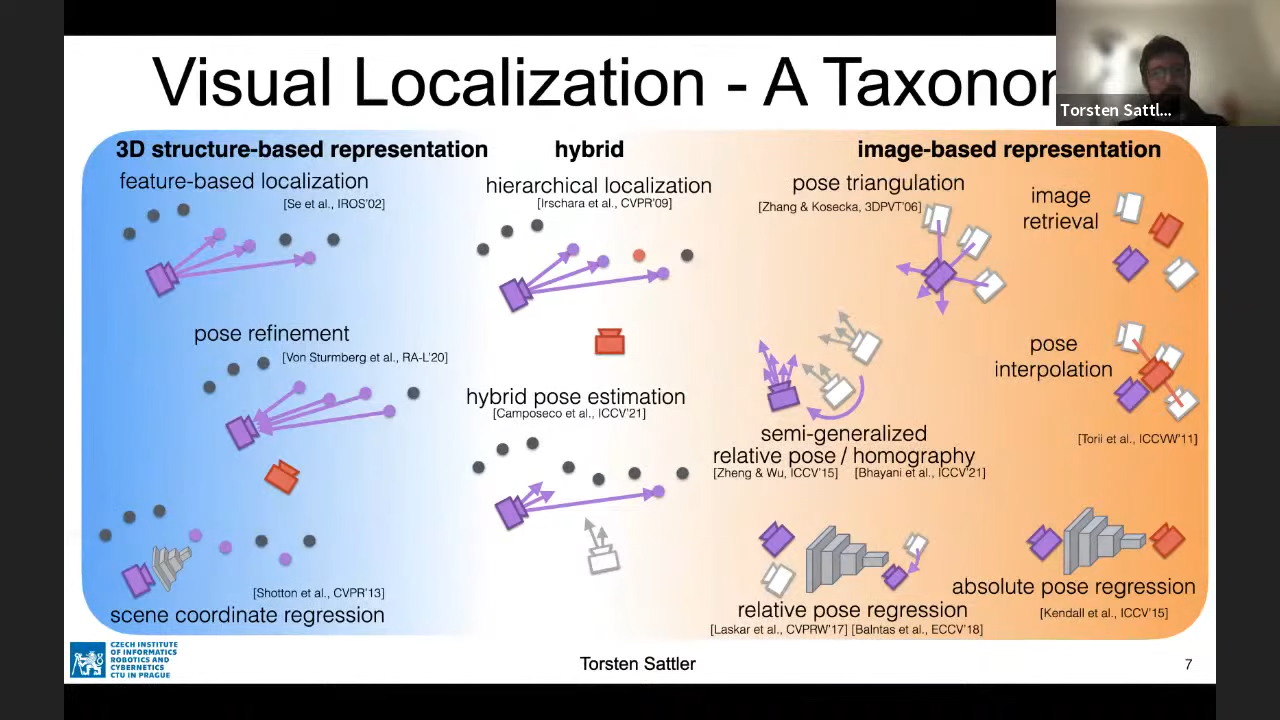 Visual Localization - A Taxono
Torsten Sattl...
3D structure-based representation
feature-based localization
[Se et al., IROS'02]
pose refinement
[Von Sturmberg et al., RA-L'20]
[Shotton et al., CVPR'13]
scene coordinate regression
hybrid
hierarchical localization
[Irschara et al., CVPR'09]
hybrid pose estimation
[Camposeco et al., ICCV'21]
image-based representation
pose triangulation
[Zhang & Kosecka, 3DPVT'06]
image
retrieval
pose
interpolation
[Torii et al., ICCVW'11]
semi-generalized
relative pose / homography
[Zheng & Wu, ICCV'15] [Bhayani et al., ICCV'21]
relative pose regression
[Laskar et al., CVPRW'17] [Balntas et al., ECCV'18]
absolute pose regression
[Kendall et al., ICCV'15]
CZECH INSTITUTE
OF INFORMATICS
ROBOTICS AND
CYBERNETICS
CTU IN PRAGUE
Torsten Sattler
7